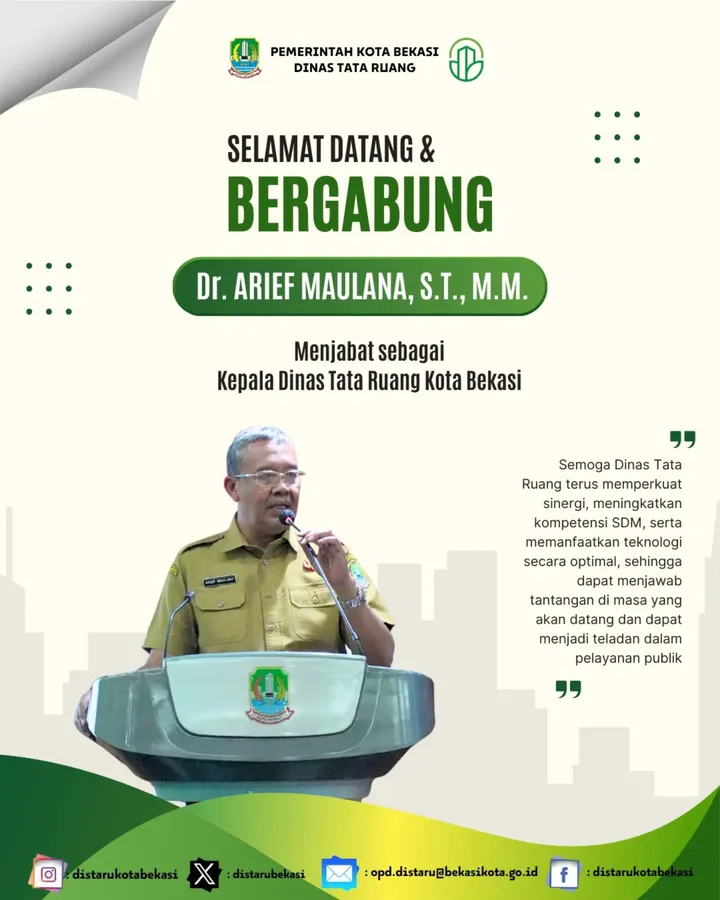 PEMERINTAH KOTA BEKASI
DINAS TATA RUANG
SELAMAT DATANG &
BERGABUNG
Dr. ARIEF MAULANA, S.T., M.M.
Menjabat sebagai
Kepala Dinas Tata Ruang Kota Bekasi
Semoga Dinas Tata
Ruang terus memperkuat
sinergi, meningkatkan
kompetensi SDM, serta
memanfaatkan teknologi
secara optimal, sehingga
dapat menjawab
tantangan di masa yang
akan datang dan dapat
menjadi teladan dalam
pelayanan publik
ARIEF MAULANA
: distarukotabekasi
: distarubekasi
: opd.distaru@bekasikota.go.id
: distarukotabekasi